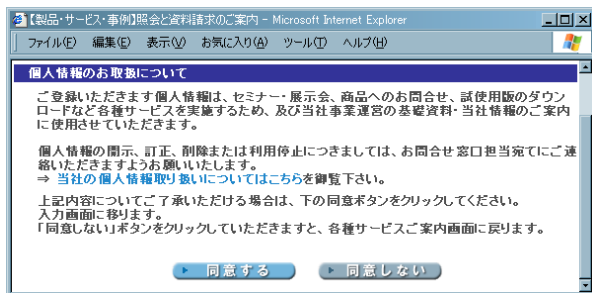 【製品・サービス・事例】照会と資料請求のご案内 - Microsoft Internet Explorer
ファイル(F) 編集(E) 表示(V) お気に入り(A) ツール(T) ヘルプ(H)
個人情報のお取扱について
ご登録いただきます個人情報は、セミナー・展示会、商品へのお問合せ、試使用版のダウン
ロードなど各種サービスを実施するため、及び当社事業運営の基礎資料・当社情報のご案内
に使用させていただきます。
個人情報の開示、訂正、削除または利用停止につきましては、お問合せ窓口担当宛てにご連
絡いただきますようお願いいたします。
⇒ 当社の個人情報取り扱いについてはこちらを御覧下さい。
上記内容についてご了承いただける場合は、下の同意ボタンをクリックしてください。
入力画面に移ります。
「同意しない」ボタンをクリックしていただきますと、各種サービスご案内画面に戻ります。
同意する 同意しない